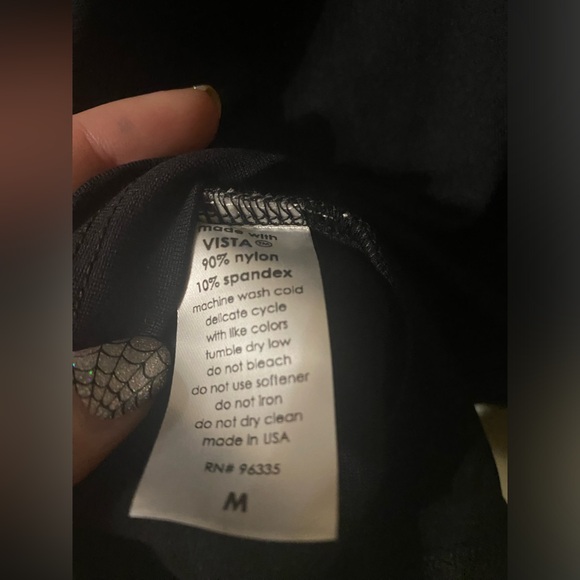 made with
VISTA™
90% nylon
10% spandex
machine wash cold
delicate cycle
with like colors
tumble dry low
do not bleach
do not use softener
do not iron
do not dry clean
made in USA
RN# 96335
M